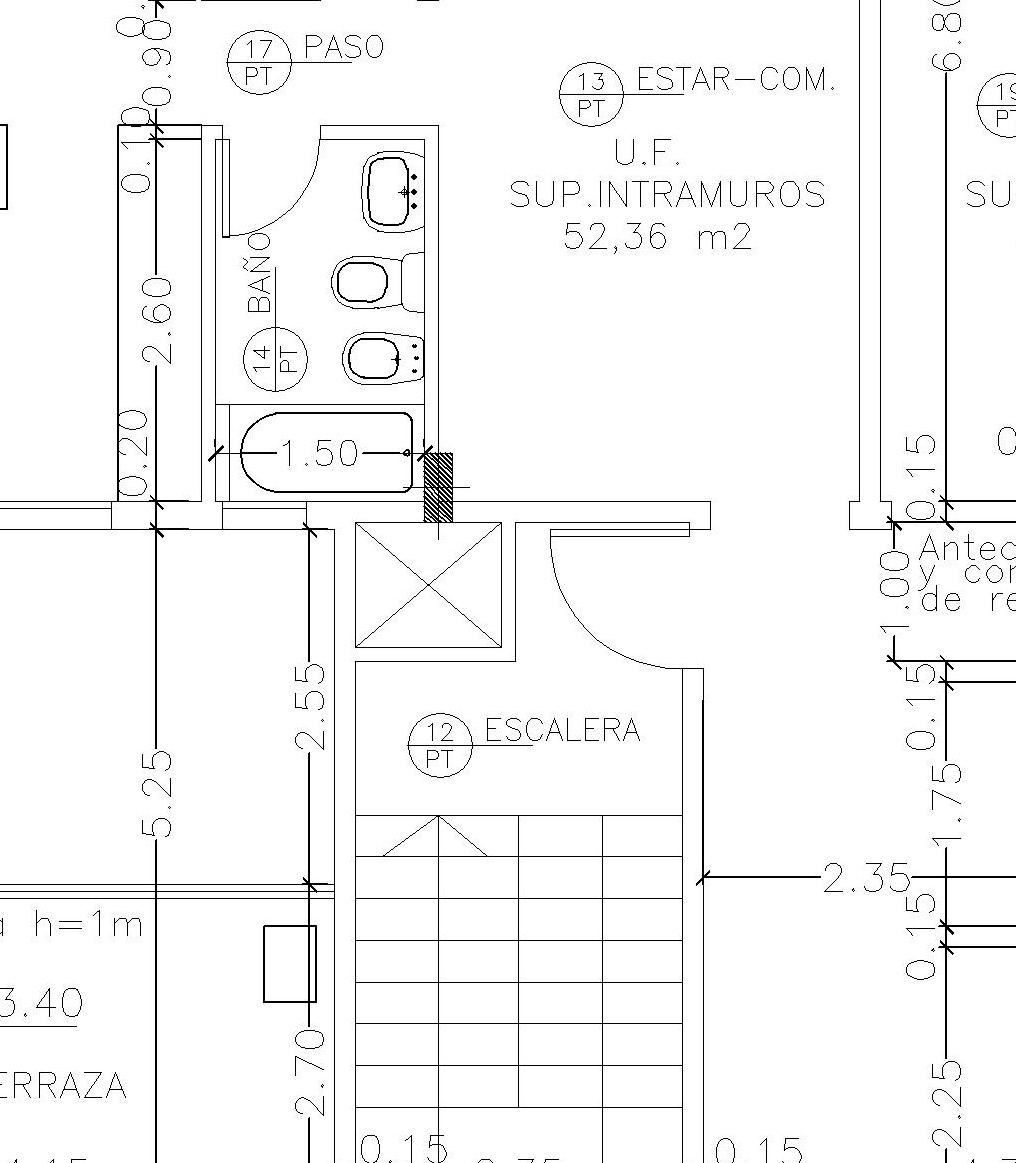 0.90
17
PT
PASO
13
PT
ESTAR-COM.
6.80
19
PT
U.F.
SUP.INTRAMUROS
52,36 m2
SU
0.10
2.60
BAÑO
14
PT
0.20
1.50
0.15
Antec
y con
de re
1.00
2.55
0.15
12
PT
ESCALERA
5.25
1.75
2.35
0.15
a h=1m
3.40
ERRAZA
2.70
2.25
0.15
0.15